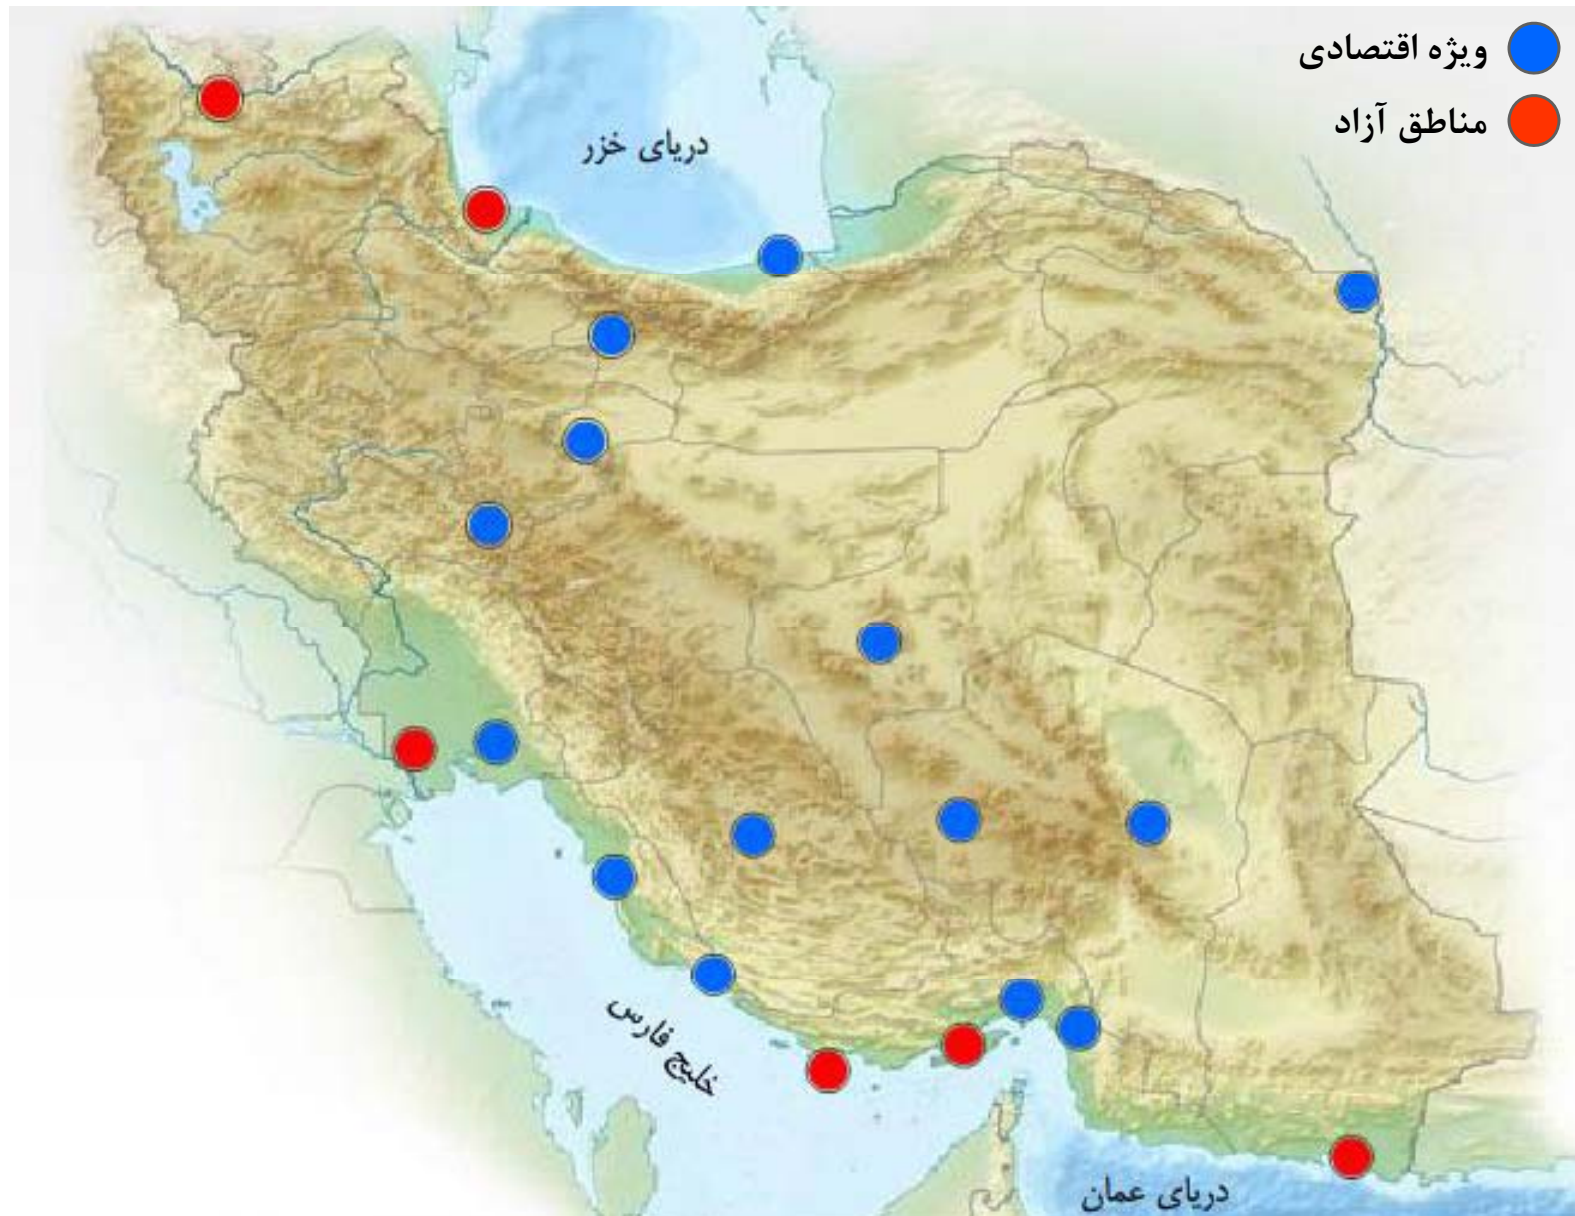 ویژه اقتصادی
مناطق آزاد
دریای خزر
خلیج فارس
دریای عمان